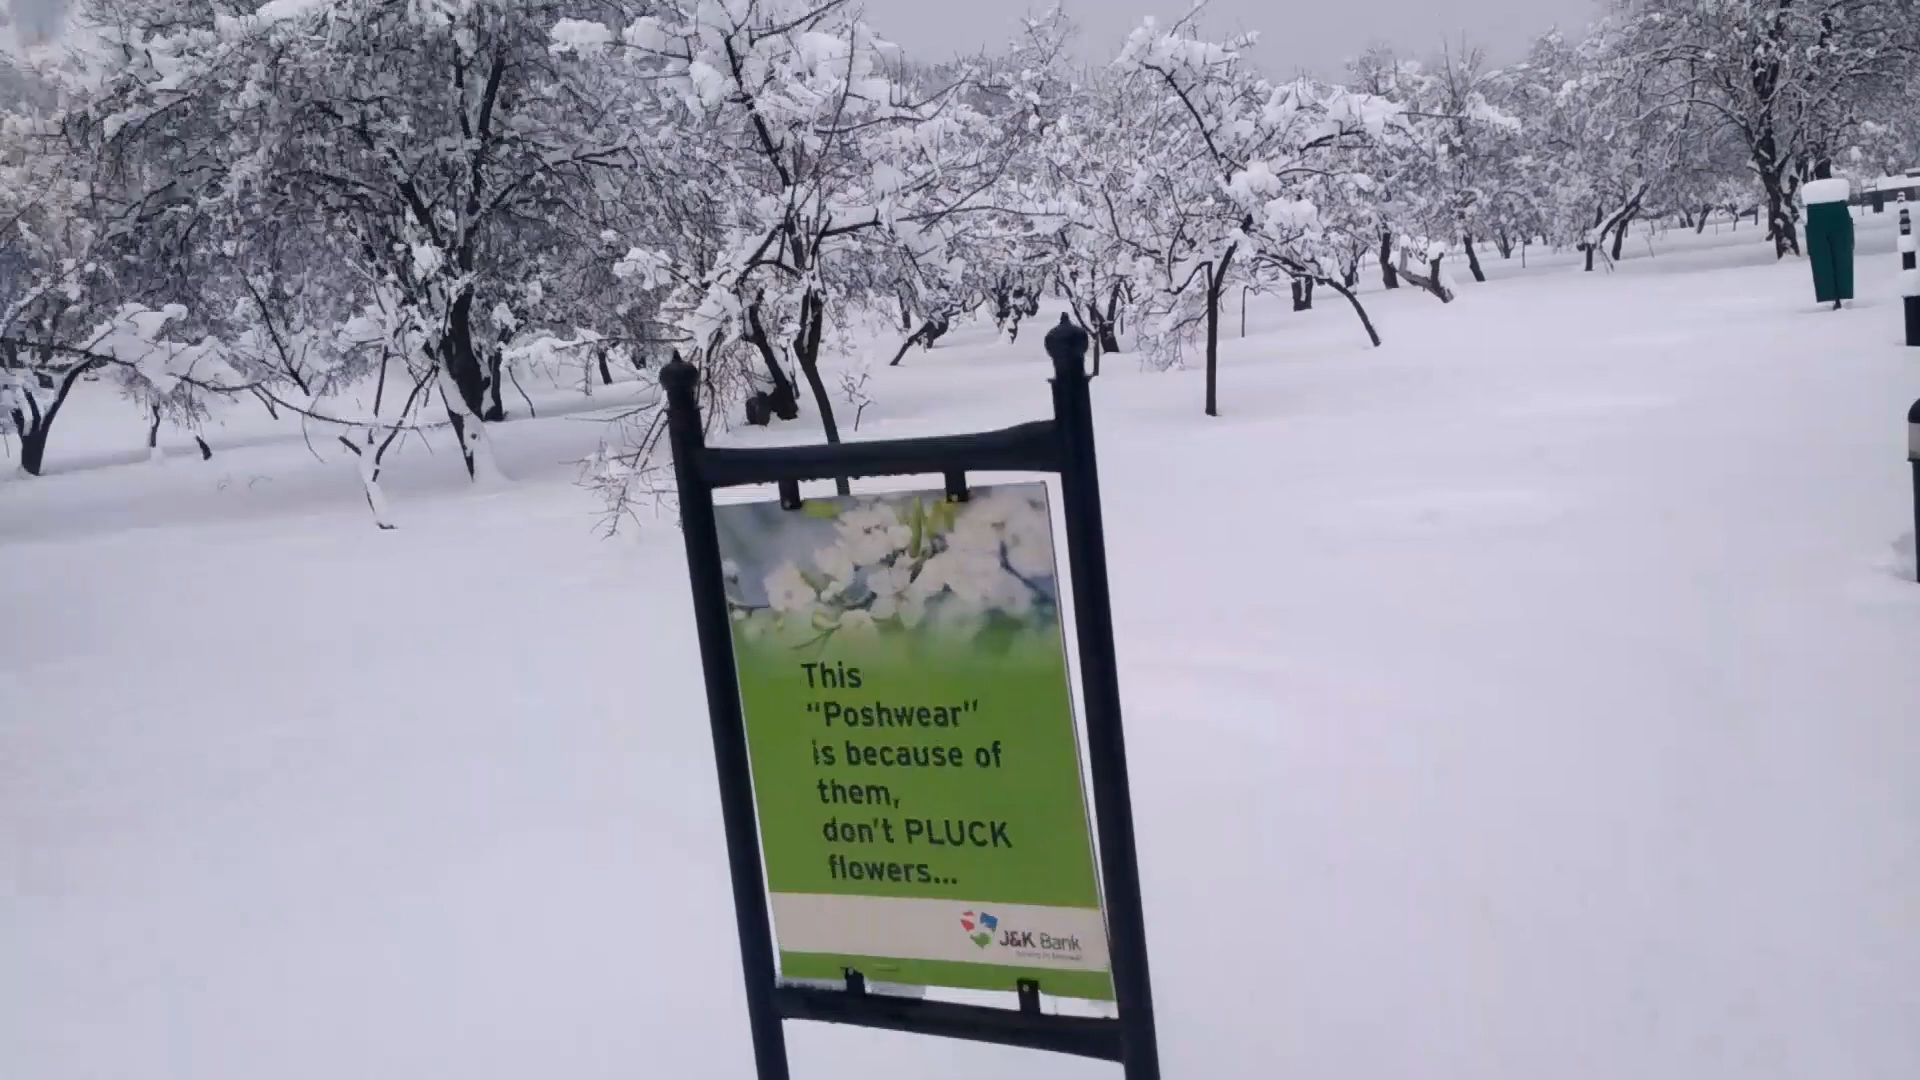 This
"Poshwear"
is because of
them,
don't PLUCK
flowers...
J&K Bank